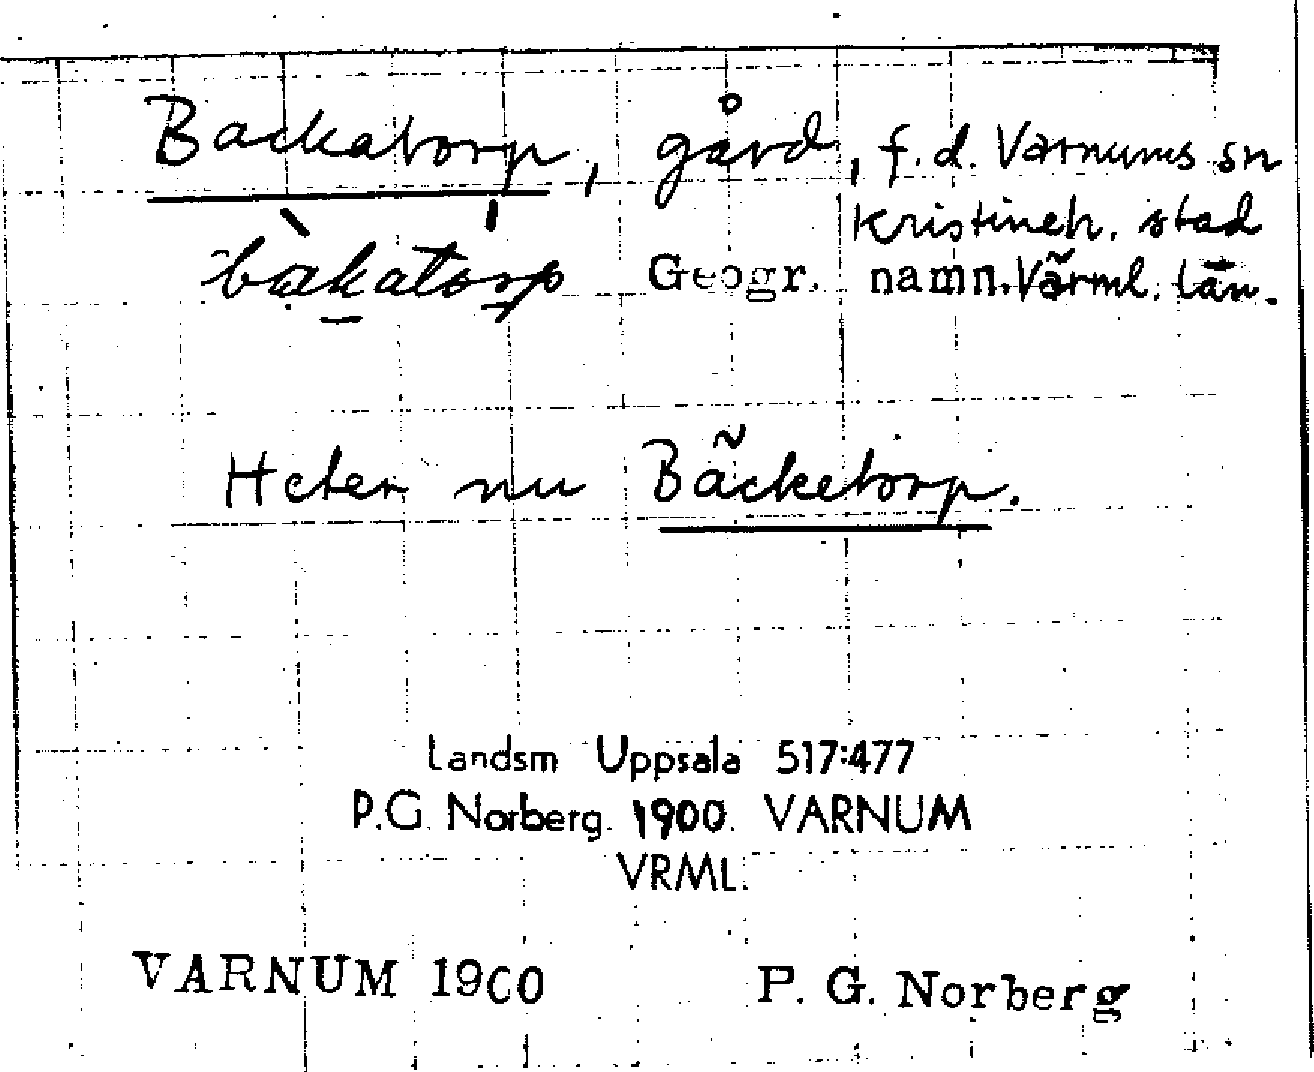 Backatorp, gård, f.d. Varnums sn
Kristineh. stad
bakatorp Geogr. namn. Värml. län.
Heter nu Bäcketorp.
Landsm Uppsala 517:477
P.G. Norberg. 1900. VARNUM
VRML.
VARNUM 1900 P. G. Norberg